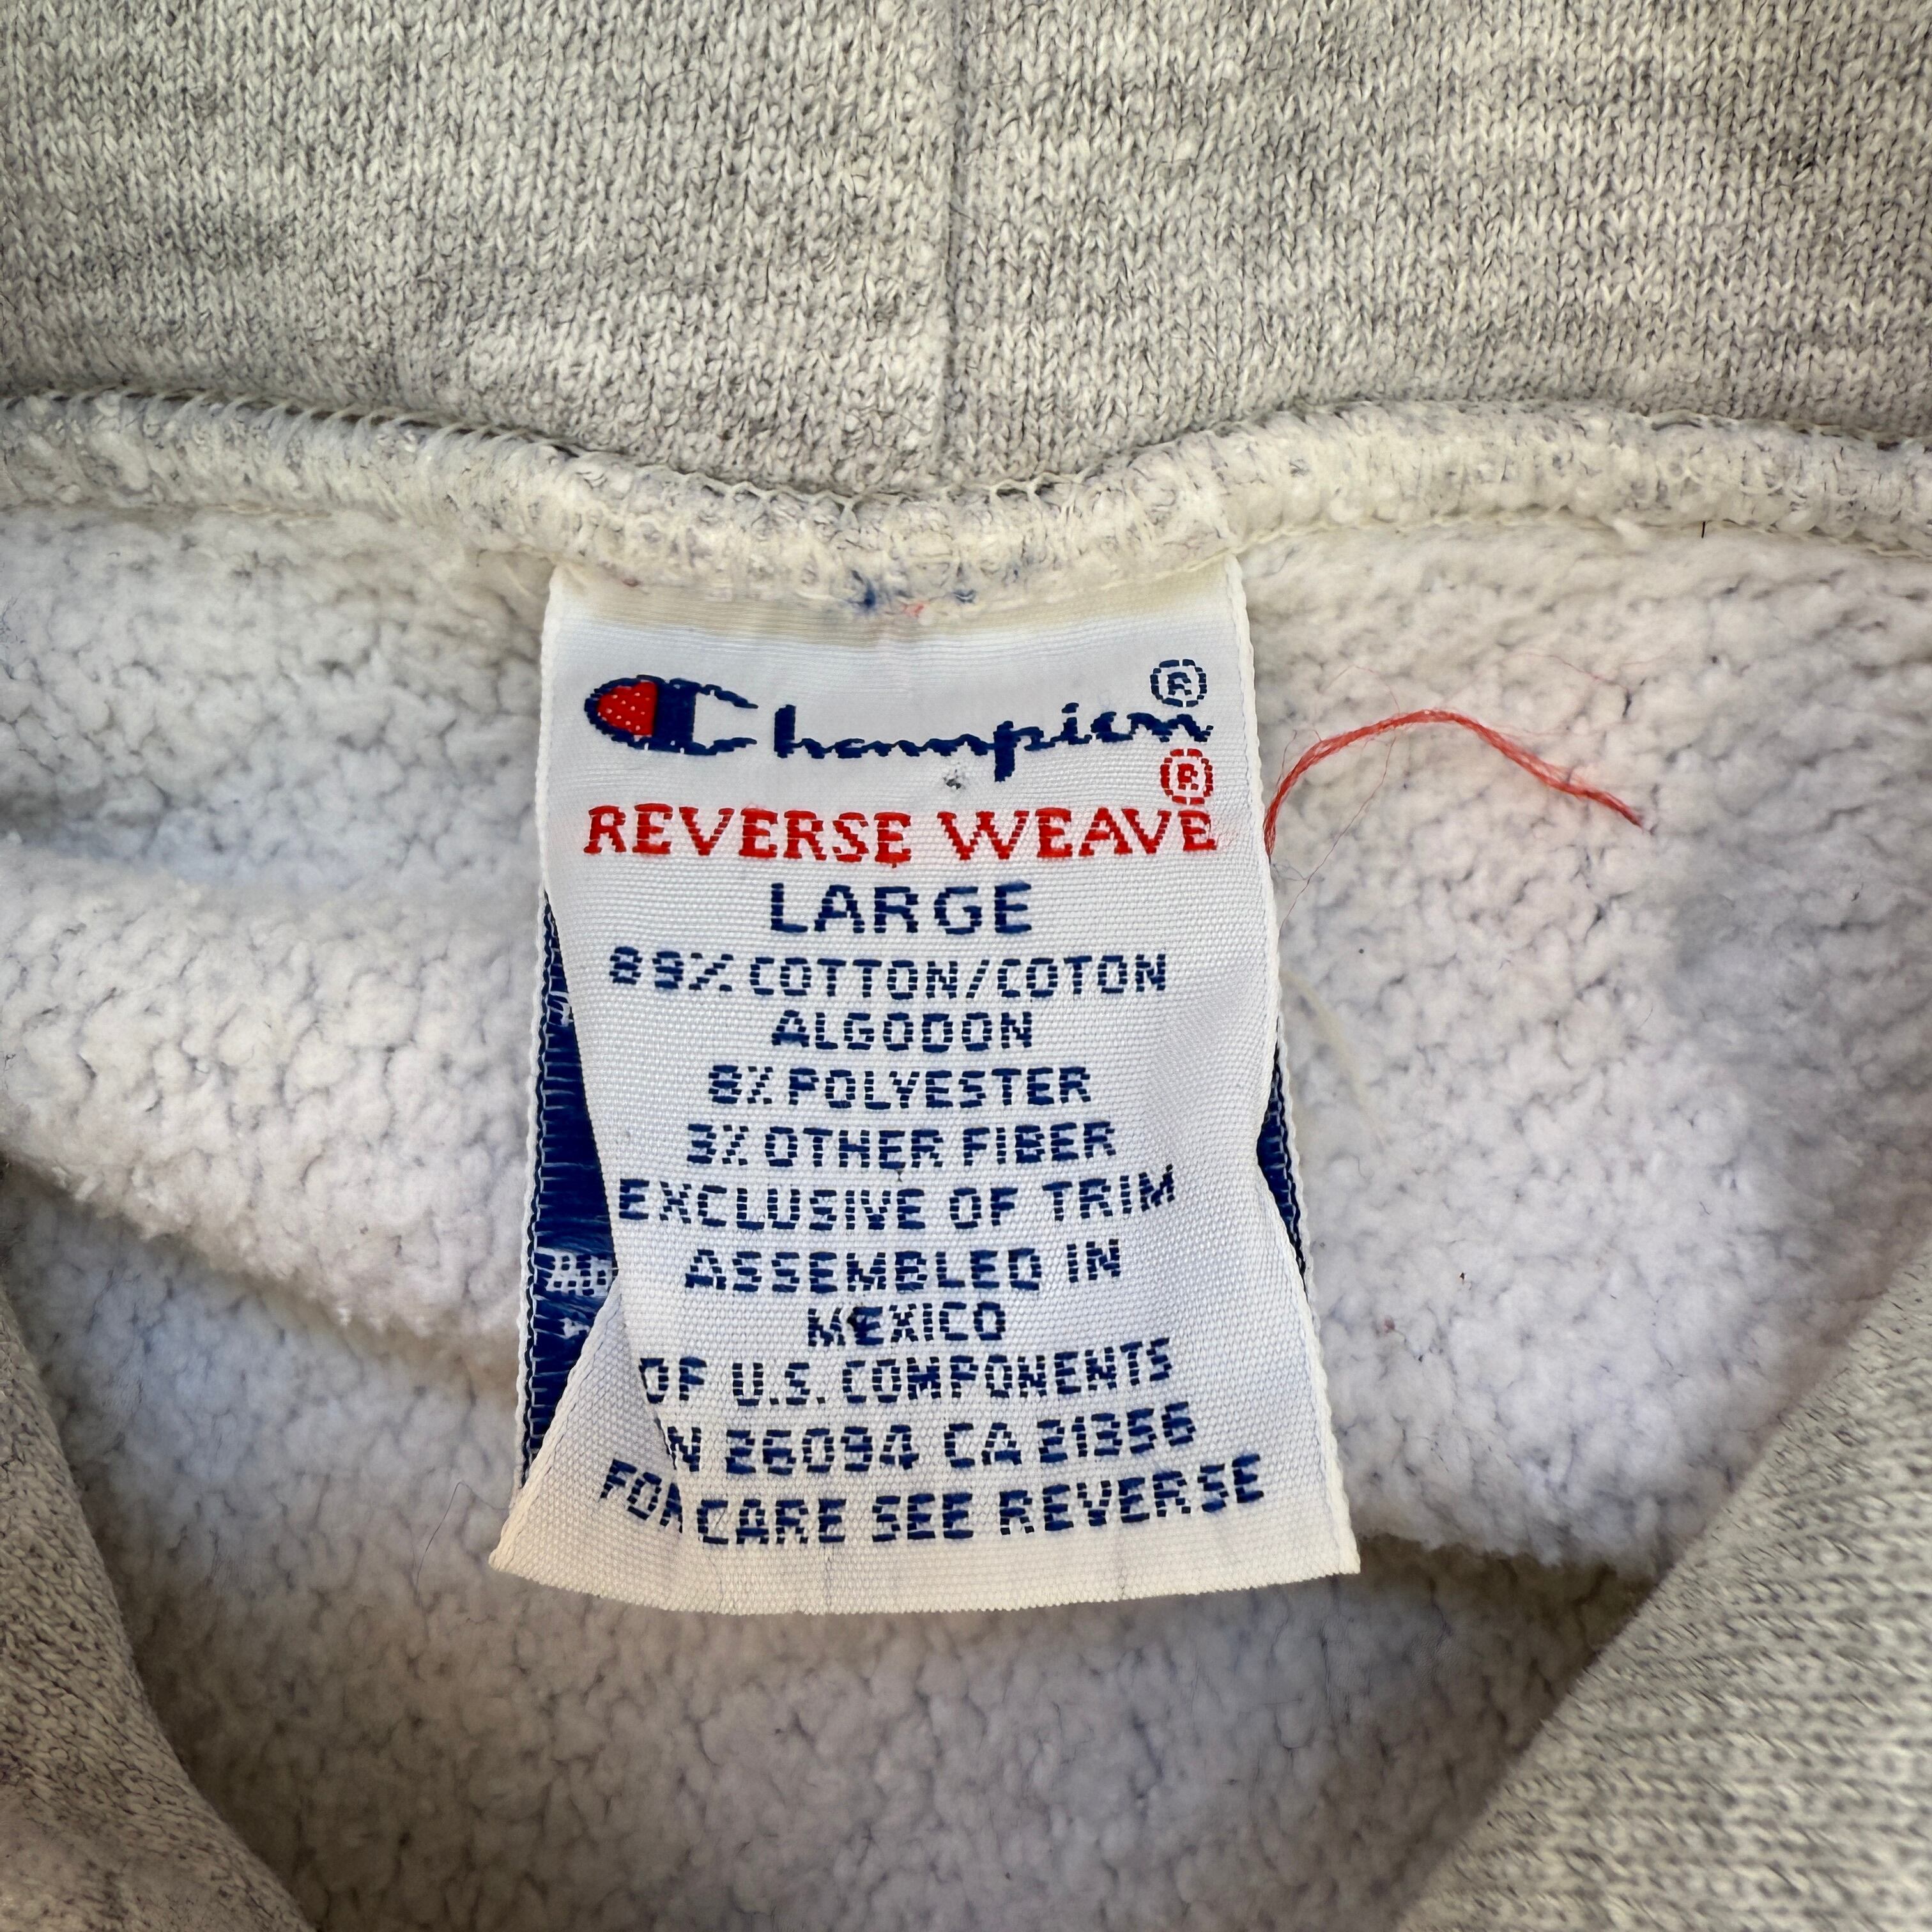 Champion®
REVERSE WEAVE®
LARGE
89% COTTON/COTON
ALGODON
8% POLYESTER
3% OTHER FIBER
EXCLUSIVE OF TRIM
ASSEMBLED IN
MEXICO
OF U.S. COMPONENTS
N 26094 CA 21356
FOR CARE SEE REVERSE